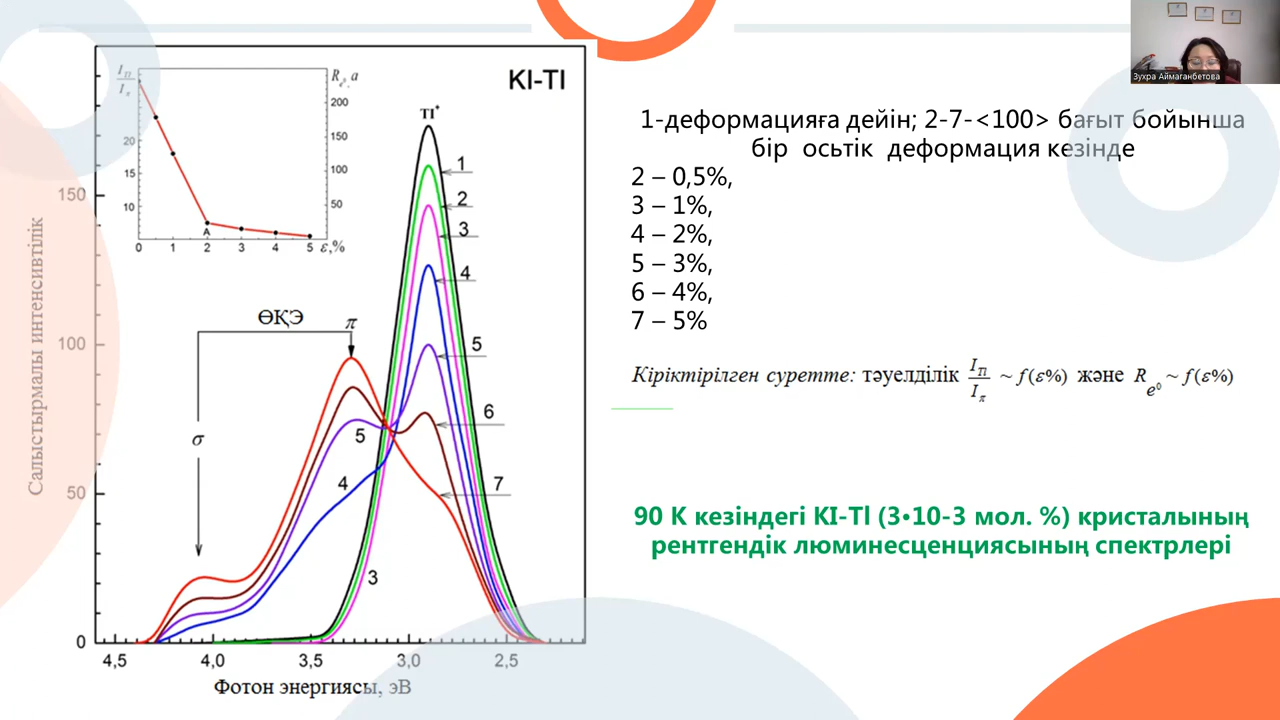 Зухра Аймаганбетова
KI-Tl
I_Tl / I_π
R_e⁰, a
200
150
100
50
20
15
10
A
0 1 2 3 4 5 ε,%
Tl⁺
1
2
3
4
5
6
7
ӨҚЭ
π
σ
5
4
3
150
100
50
0
Салыстырмалы интенсивтілік
4,5 4,0 3,5 3,0 2,5
Фотон энергиясы, эВ
1-деформацияға дейін; 2-7-<100> бағыт бойынша
бір осьтік деформация кезінде
2 – 0,5%,
3 – 1%,
4 – 2%,
5 – 3%,
6 – 4%,
7 – 5%
Кіріктірілген суретте: тәуелділік I_Tl / I_π ~ f(ε%) және R_e⁰ ~ f(ε%)
90 K кезіндегі KI-Tl (3•10-3 мол. %) кристалының
рентгендік люминесценциясының спектрлері